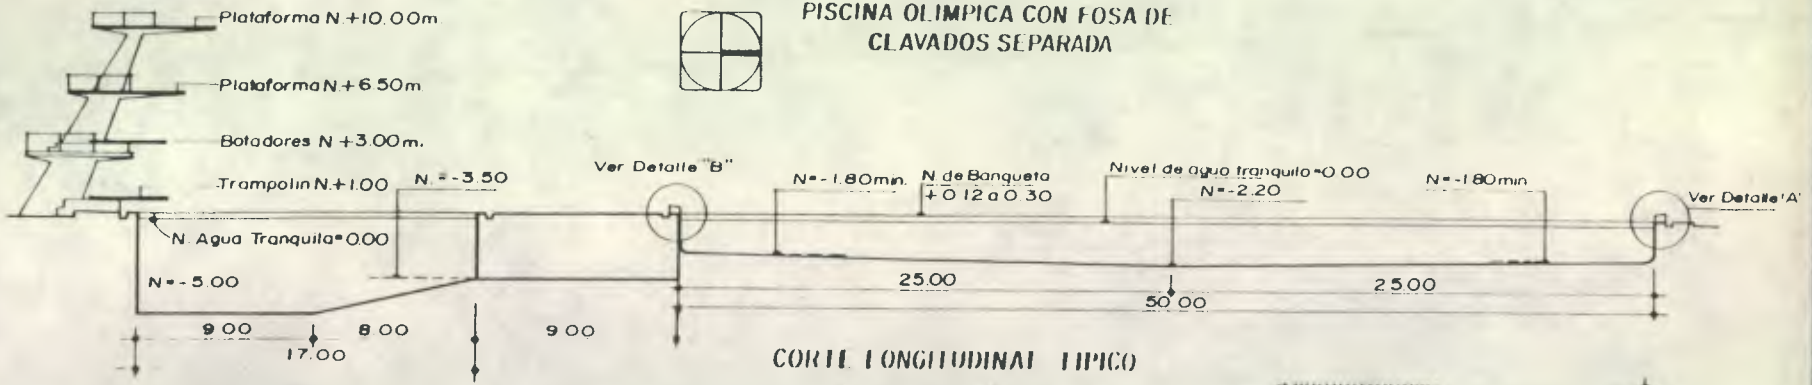 PISCINA OLIMPICA CON FOSA DE
CLAVADOS SEPARADA
Plataforma N.+10.00m
Plataforma N.+6.50m
Botadores N +3.00m.
Trampolin N.+1.00
N. Agua Tranquila=0.00
N=-5.00
N.=-3.50
Ver Detalle "B"
N=-1.80min.
N de Banqueta
+0.12 a 0.30
Nivel de agua tranquilo=0.00
N=-2.20
N=-1.80min
Ver Detalle 'A'
9.00
8.00
17.00
9.00
25.00
25.00
50.00
CORTE LONGITUDINAL TIPICO